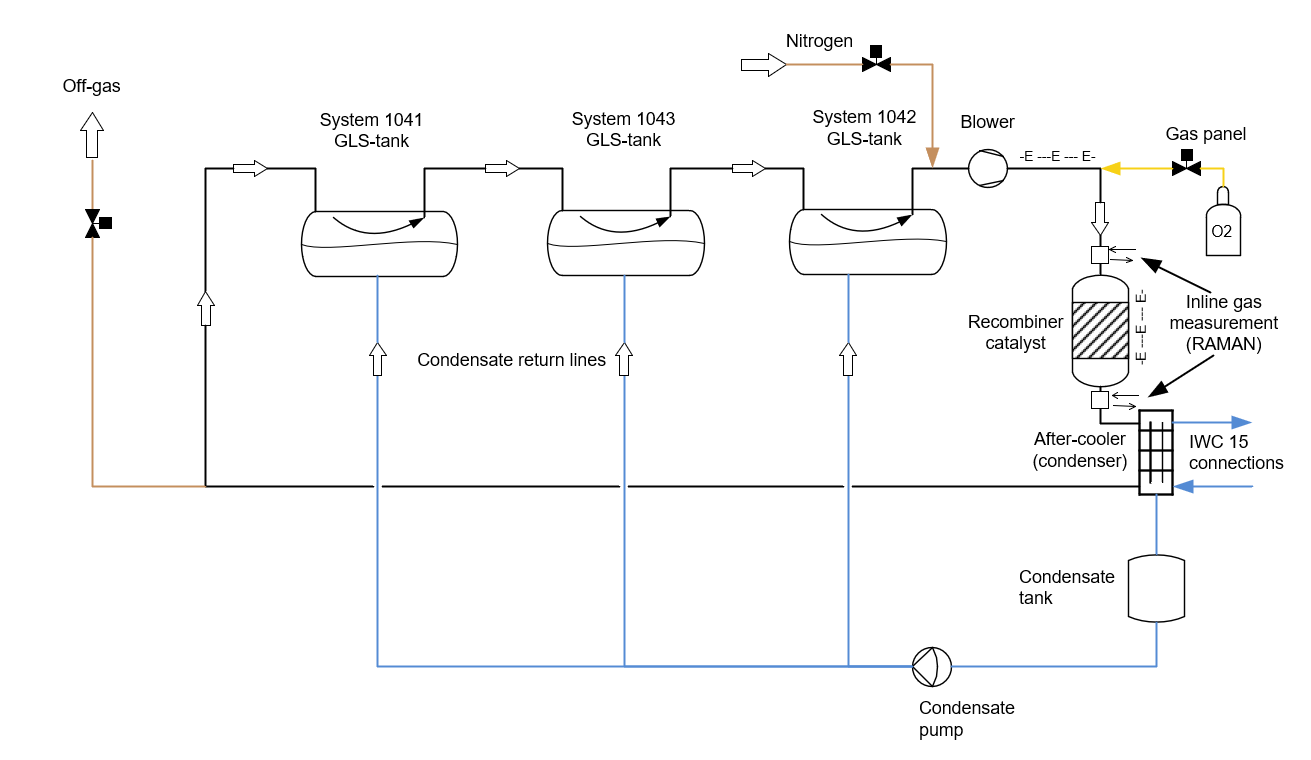 Nitrogen
Off-gas
System 1041
GLS-tank
System 1043
GLS-tank
System 1042
GLS-tank
Blower
-E ---E --- E-
Gas panel
O2
Inline gas
measurement
(RAMAN)
Recombiner
catalyst
-E ---E --- E-
Condensate return lines
After-cooler
(condenser)
IWC 15
connections
Condensate
tank
Condensate
pump